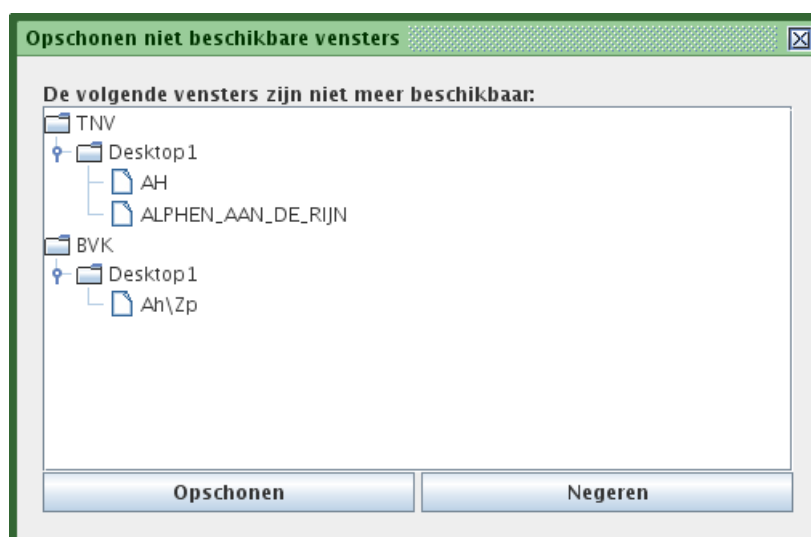 Opschonen niet beschikbare vensters
De volgende vensters zijn niet meer beschikbaar:
TNV
Desktop1
AH
ALPHEN_AAN_DE_RIJN
BVK
Desktop1
Ah\Zp
Opschonen
Negeren